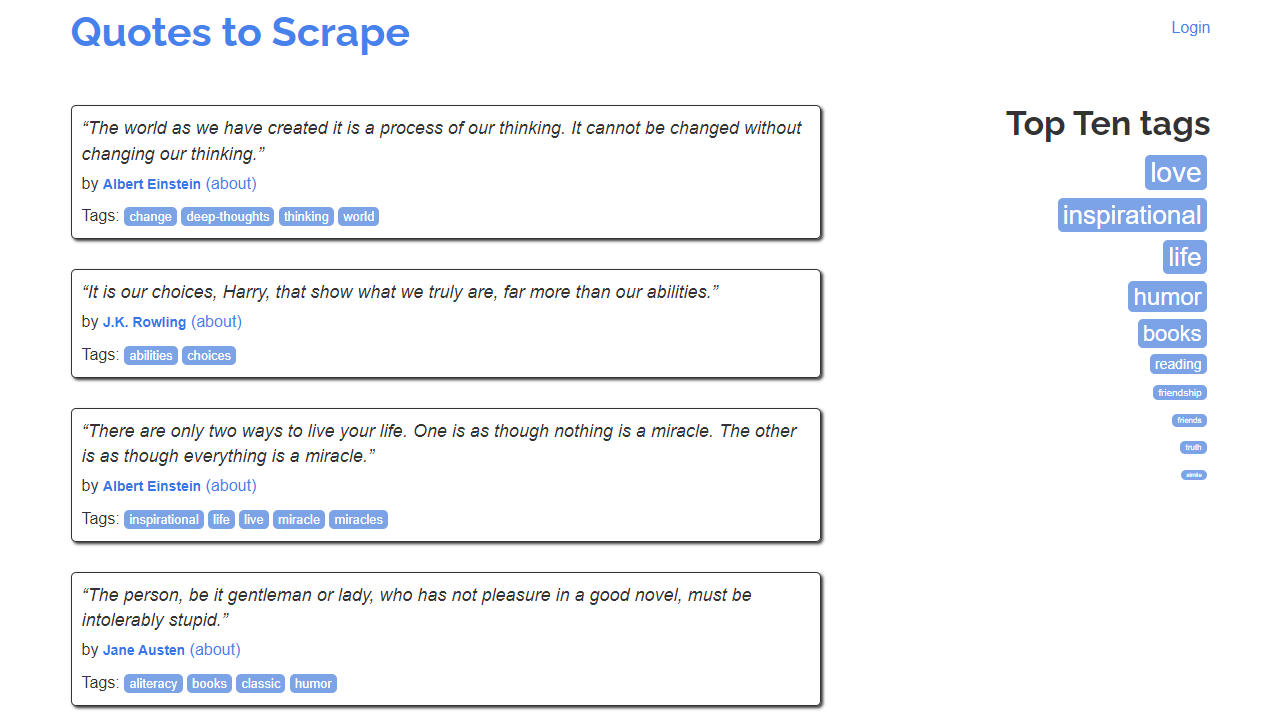 Quotes to Scrape
Login
“The world as we have created it is a process of our thinking. It cannot be changed without
changing our thinking.”
by Albert Einstein (about)
Tags: change deep-thoughts thinking world
“It is our choices, Harry, that show what we truly are, far more than our abilities.”
by J.K. Rowling (about)
Tags: abilities choices
“There are only two ways to live your life. One is as though nothing is a miracle. The other
is as though everything is a miracle.”
by Albert Einstein (about)
Tags: inspirational life live miracle miracles
“The person, be it gentleman or lady, who has not pleasure in a good novel, must be
intolerably stupid.”
by Jane Austen (about)
Tags: aliteracy books classic humor
Top Ten tags
love
inspirational
life
humor
books
reading
friendship
friends
truth
simile